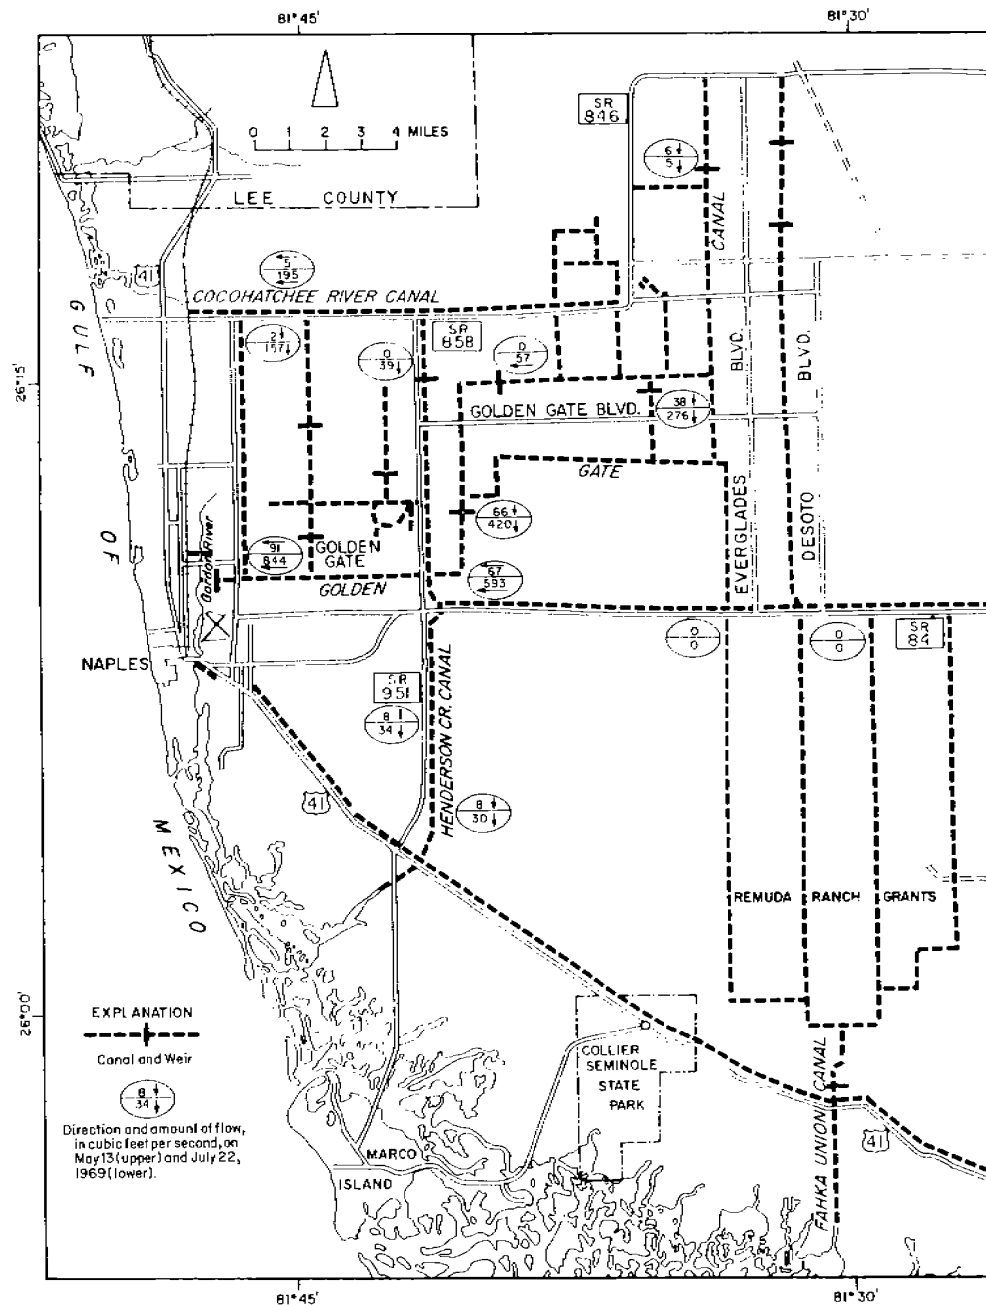 81°45'
81°30'
0 1 2 3 4 MILES
LEE COUNTY
SR
846
6
5
CANAL
41
5
195
COCOHATCHEE RIVER CANAL
GULF
OF
MEXICO
2
157
0
39
SR
858
0
57
26°15'
GOLDEN GATE BLVD.
38
276
BLVD.
BLVD.
GATE
EVERGLADES
DESOTO
66
420
Gordon River
91
844
GOLDEN
GATE
GOLDEN
67
593
0
0
0
0
SR
84
NAPLES
SR
951
8
34
HENDERSON CR. CANAL
41
8
30
REMUDA RANCH GRANTS
26°00'
EXPLANATION
Canal and Weir
8
34
Direction and amount of flow,
in cubic feet per second, on
May 13 (upper) and July 22,
1969 (lower).
COLLIER
SEMINOLE
STATE
PARK
FAHKA UNION CANAL
41
MARCO
ISLAND
81°45'
81°30'